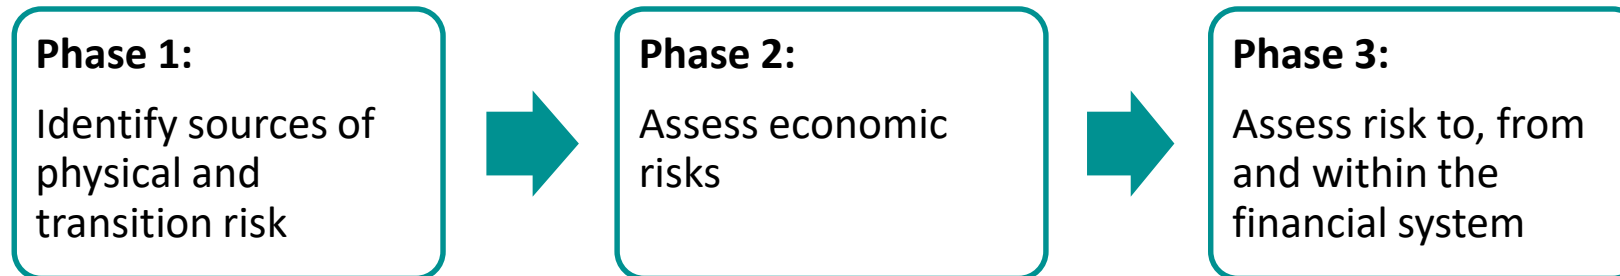 Phase 1:
Identify sources of
physical and
transition risk
Phase 2:
Assess economic
risks
Phase 3:
Assess risk to, from
and within the
financial system